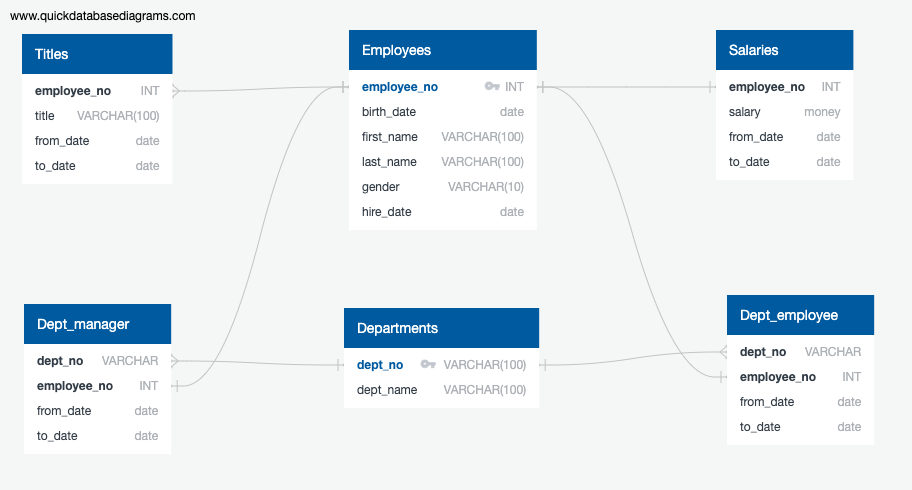 www.quickdatabasediagrams.com
Titles
employee_no INT
title VARCHAR(100)
from_date date
to_date date
Employees
employee_no INT
birth_date date
first_name VARCHAR(100)
last_name VARCHAR(100)
gender VARCHAR(10)
hire_date date
Salaries
employee_no INT
salary money
from_date date
to_date date
Dept_manager
dept_no VARCHAR
employee_no INT
from_date date
to_date date
Departments
dept_no VARCHAR(100)
dept_name VARCHAR(100)
Dept_employee
dept_no VARCHAR
employee_no INT
from_date date
to_date date